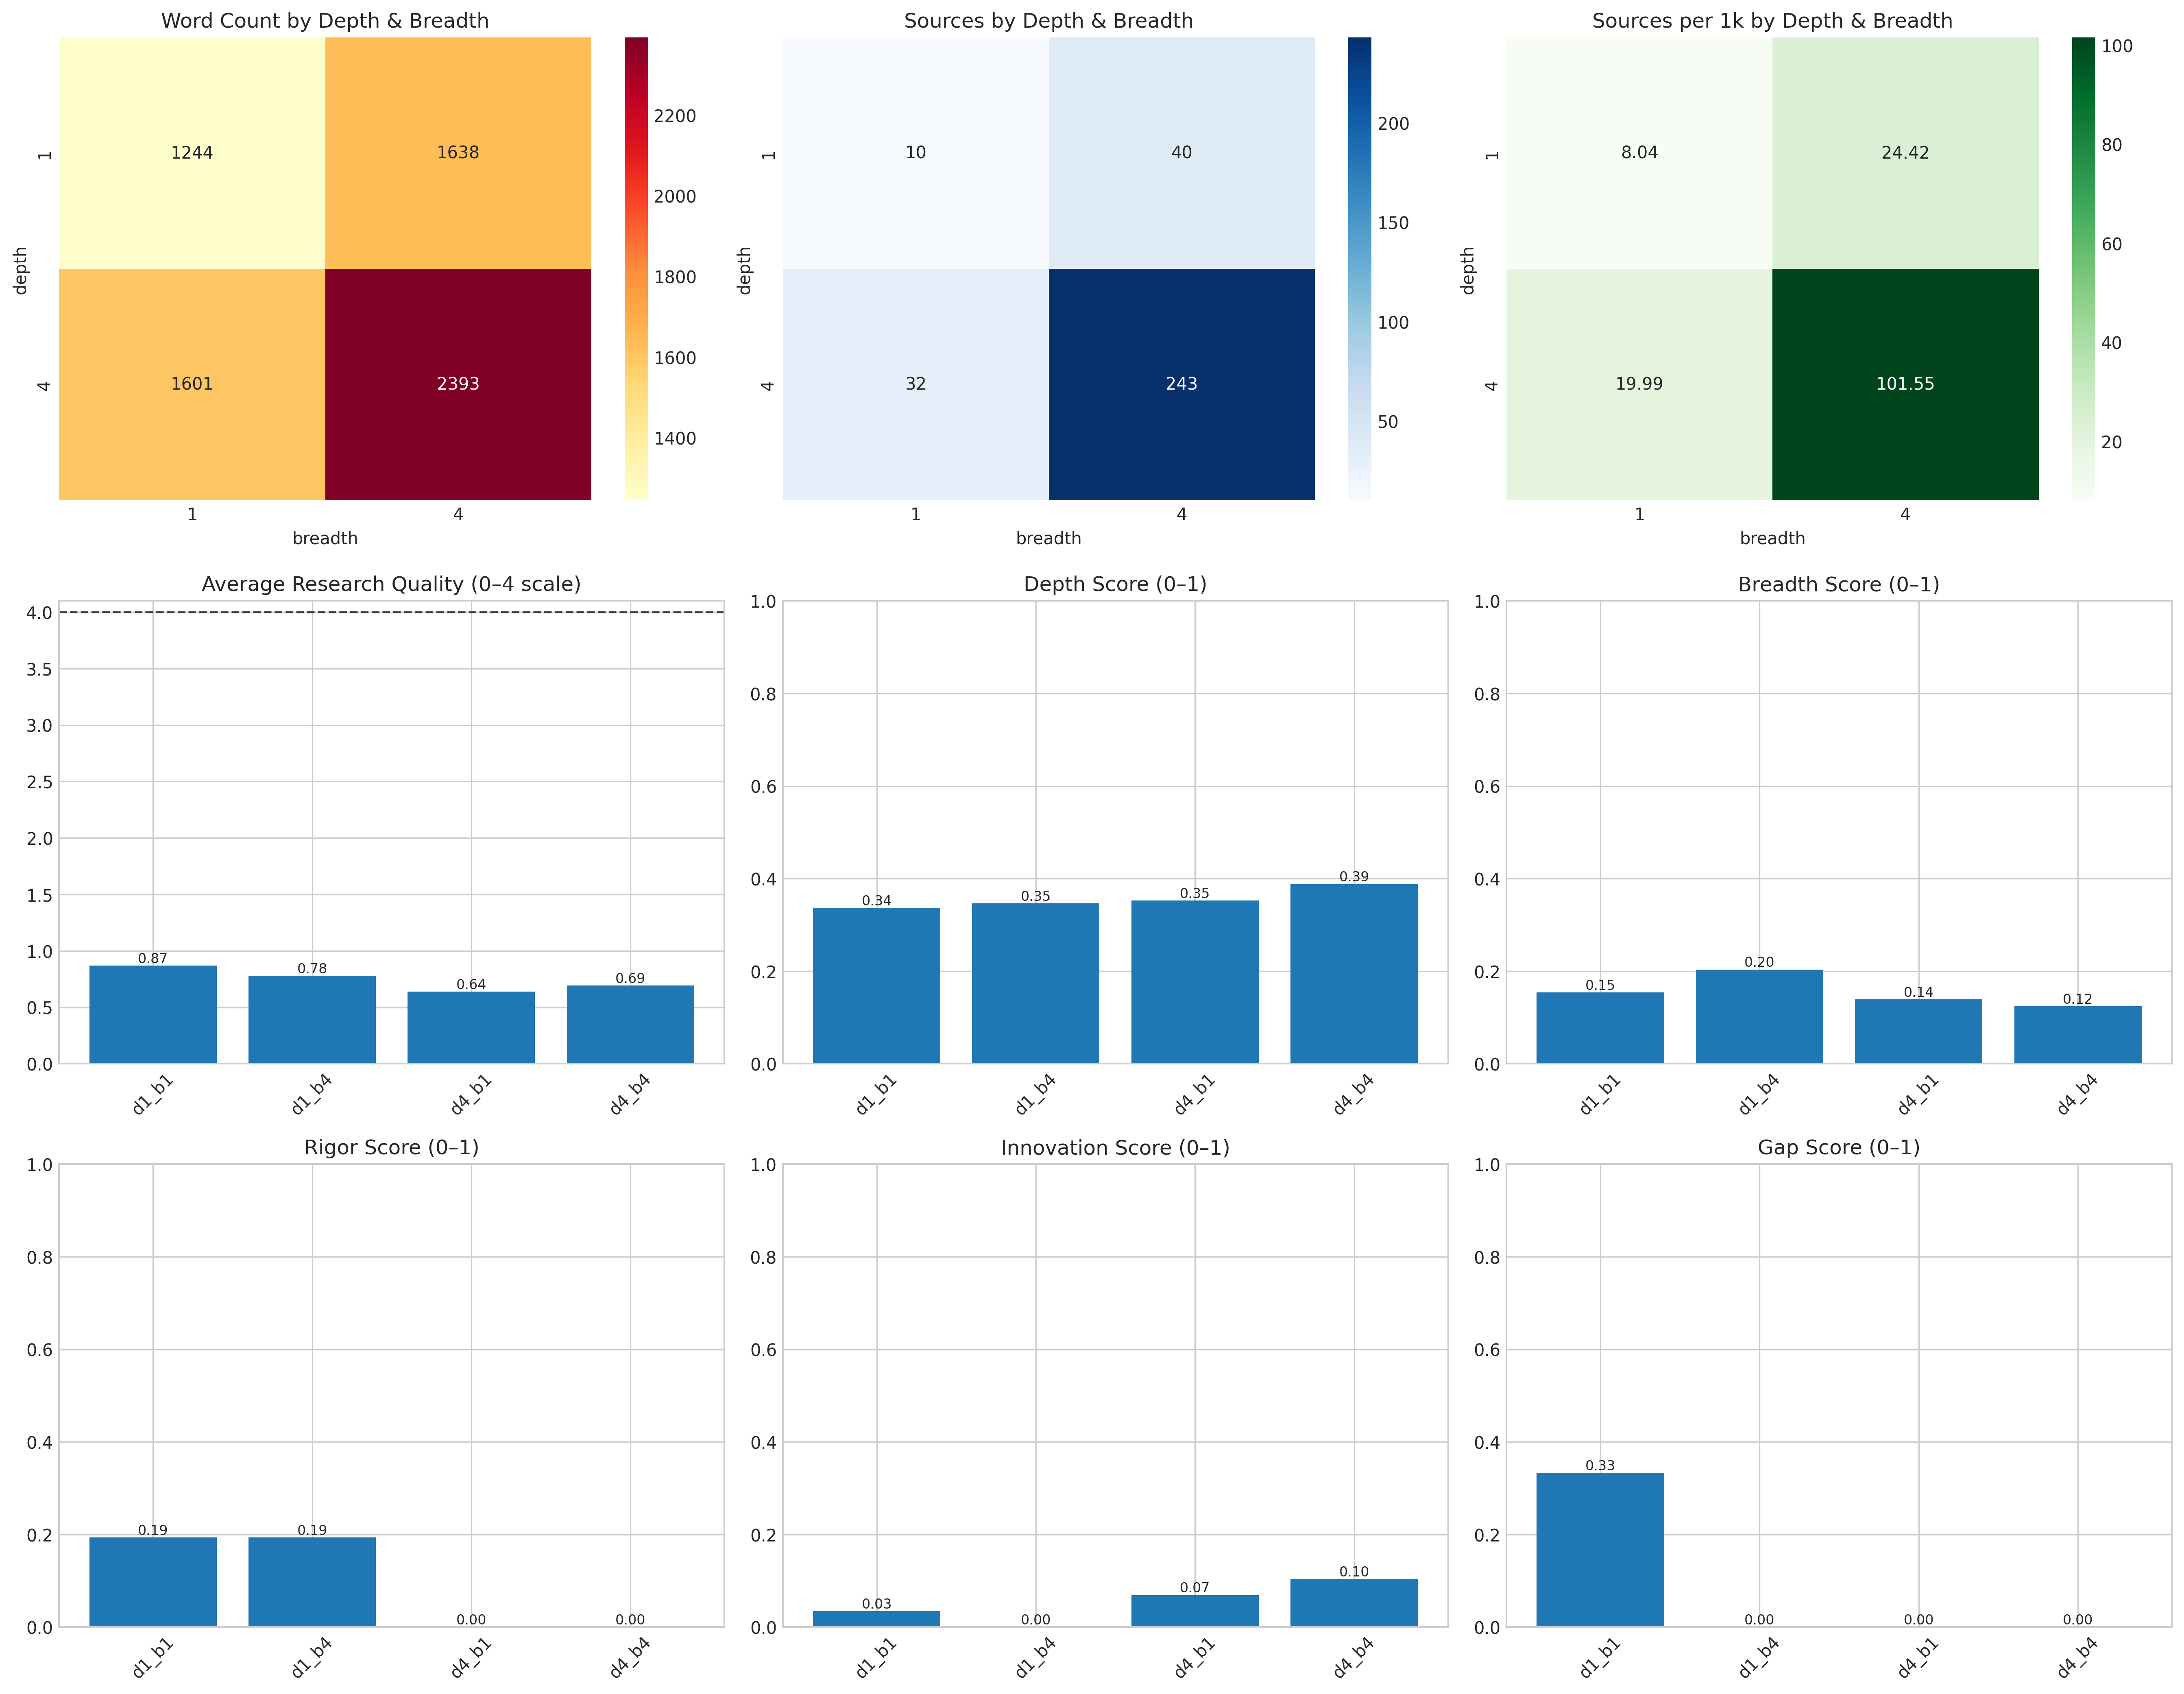 Word Count by Depth & Breadth
1244
1638
1601
2393
1
4
depth
1
4
breadth
2200
2000
1800
1600
1400
Sources by Depth & Breadth
10
40
32
243
1
4
depth
1
4
breadth
200
150
100
50
Sources per 1k by Depth & Breadth
8.04
24.42
19.99
101.55
1
4
depth
1
4
breadth
100
80
60
40
20
Average Research Quality (0–4 scale)
4.0
3.5
3.0
2.5
2.0
1.5
1.0
0.5
0.0
0.87
0.78
0.64
0.69
d1_b1
d1_b4
d4_b1
d4_b4
Depth Score (0–1)
1.0
0.8
0.6
0.4
0.2
0.0
0.34
0.35
0.35
0.39
d1_b1
d1_b4
d4_b1
d4_b4
Breadth Score (0–1)
1.0
0.8
0.6
0.4
0.2
0.0
0.15
0.20
0.14
0.12
d1_b1
d1_b4
d4_b1
d4_b4
Rigor Score (0–1)
1.0
0.8
0.6
0.4
0.2
0.0
0.19
0.19
0.00
0.00
d1_b1
d1_b4
d4_b1
d4_b4
Innovation Score (0–1)
1.0
0.8
0.6
0.4
0.2
0.0
0.03
0.00
0.07
0.10
d1_b1
d1_b4
d4_b1
d4_b4
Gap Score (0–1)
1.0
0.8
0.6
0.4
0.2
0.0
0.33
0.00
0.00
0.00
d1_b1
d1_b4
d4_b1
d4_b4